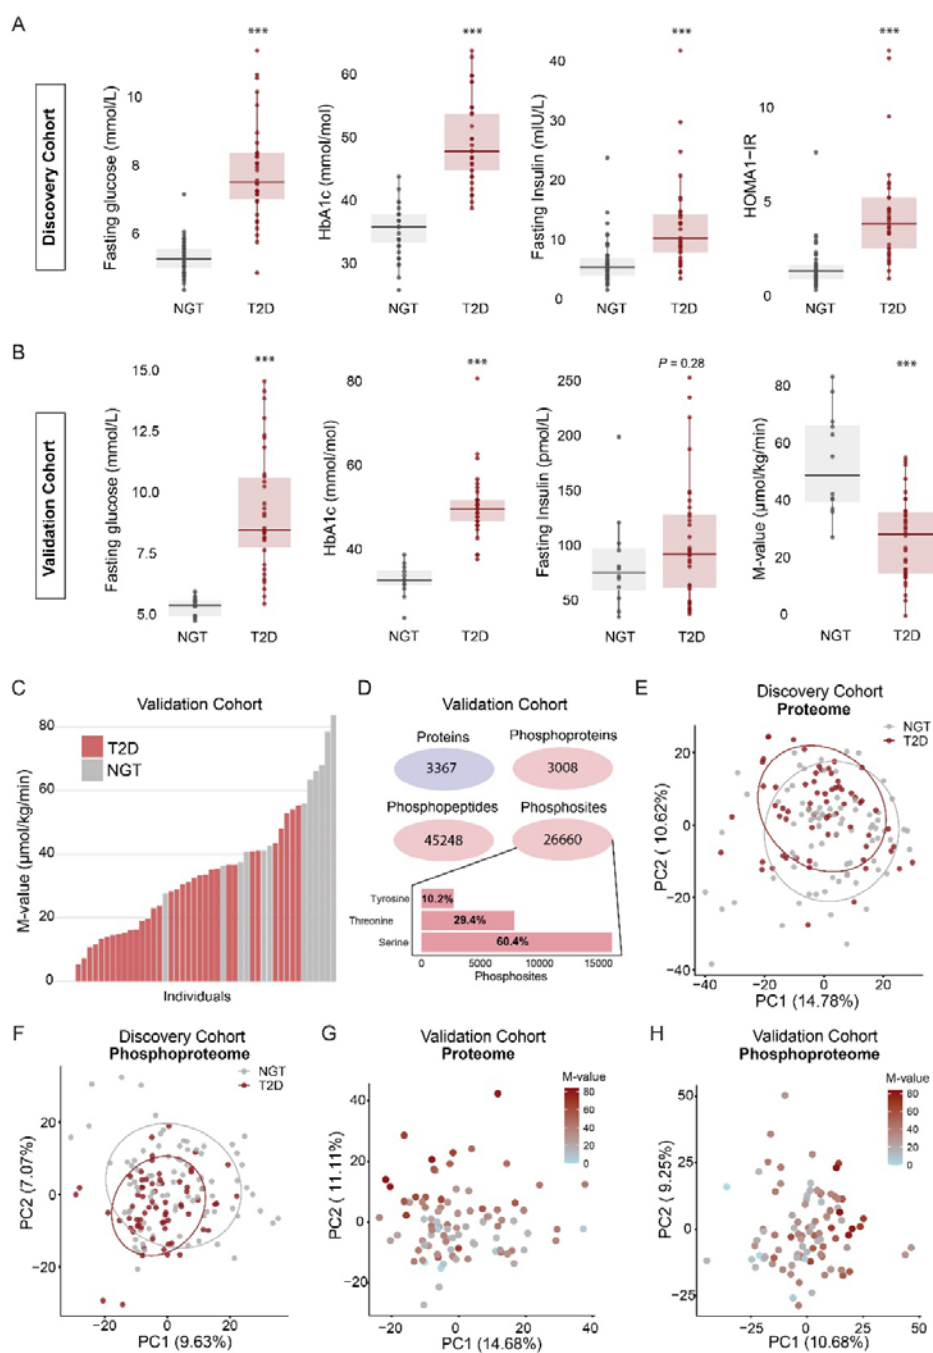 A
Discovery Cohort
Fasting glucose (mmol/L)
10
8
6
***
NGT
T2D
HbA1c (mmol/mol)
60
50
40
30
***
NGT
T2D
Fasting Insulin (mIU/L)
40
30
20
10
0
***
NGT
T2D
HOMA1-IR
10
5
0
***
NGT
T2D
B
Validation Cohort
Fasting glucose (mmol/L)
15.0
12.5
10.0
7.5
5.0
***
NGT
T2D
HbA1c (mmol/mol)
80
60
40
***
NGT
T2D
Fasting Insulin (pmol/L)
250
200
150
100
50
P = 0.28
NGT
T2D
M-value (µmol/kg/min)
80
60
40
20
0
***
NGT
T2D
C
Validation Cohort
M-value (µmol/kg/min)
80
60
40
20
0
T2D
NGT
Individuals
D
Validation Cohort
Proteins
3367
Phosphoproteins
3008
Phosphopeptides
45248
Phosphosites
26660
Tyrosine
10.2%
Threonine
29.4%
Serine
60.4%
0
5000
10000
15000
Phosphosites
E
Discovery Cohort
Proteome
NGT
T2D
PC2 ( 10.62%)
20
0
−20
−40
−40
−20
0
20
PC1 (14.78%)
F
Discovery Cohort
Phosphoproteome
NGT
T2D
PC2 (7.07%)
20
0
−20
−20
0
20
PC1 (9.63%)
G
Validation Cohort
Proteome
M-value
80
60
40
20
0
PC2 ( 11.11%)
40
20
0
−20
−20
0
20
40
PC1 (14.68%)
H
Validation Cohort
Phosphoproteome
M-value
80
60
40
20
0
PC2 ( 9.25%)
50
25
0
−25
−25
0
25
50
PC1 (10.68%)